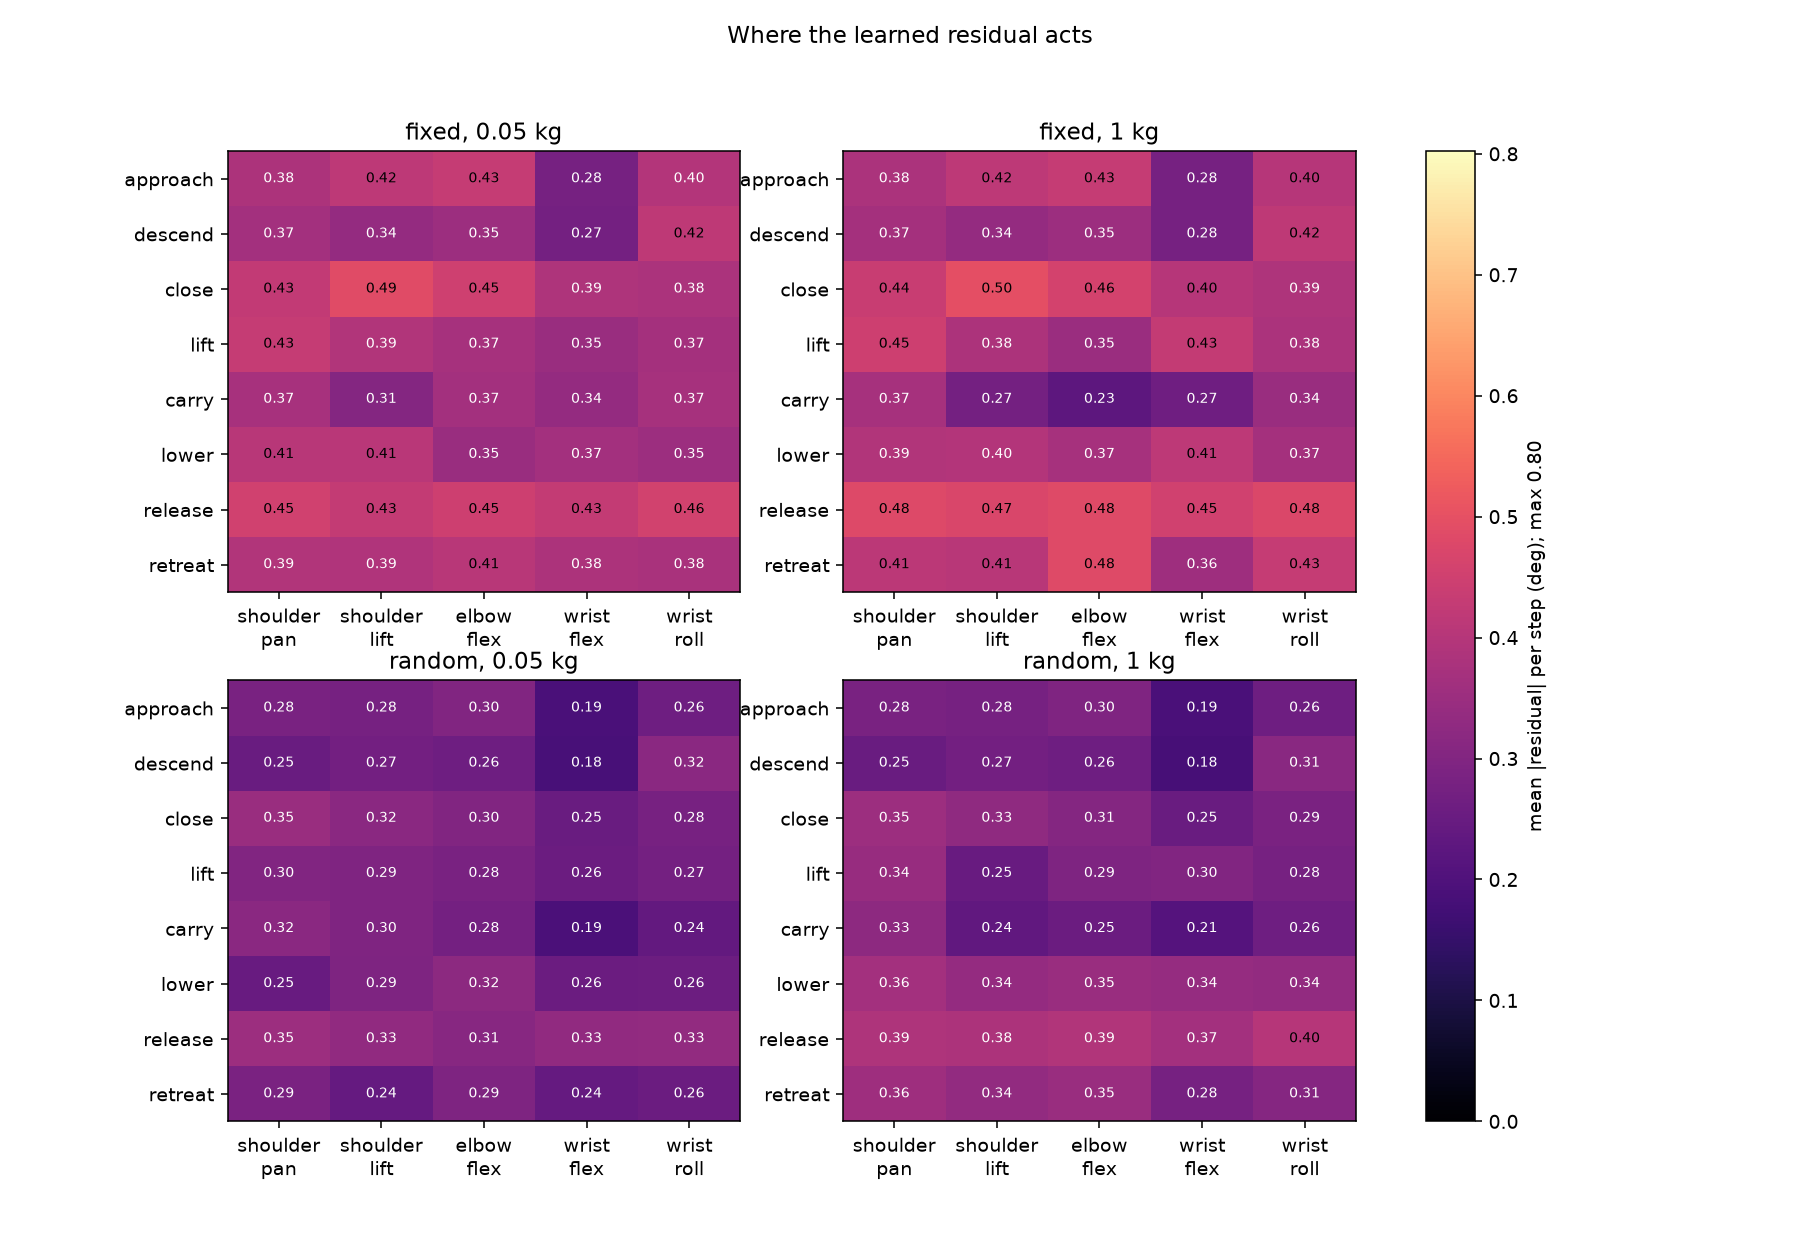 Where the learned residual acts
fixed, 0.05 kg
approach 0.38 0.42 0.43 0.28 0.40
descend 0.37 0.34 0.35 0.27 0.42
close 0.43 0.49 0.45 0.39 0.38
lift 0.43 0.39 0.37 0.35 0.37
carry 0.37 0.31 0.37 0.34 0.37
lower 0.41 0.41 0.35 0.37 0.35
release 0.45 0.43 0.45 0.43 0.46
retreat 0.39 0.39 0.41 0.38 0.38
shoulder shoulder elbow wrist wrist
pan lift flex flex roll
fixed, 1 kg
approach 0.38 0.42 0.43 0.28 0.40
descend 0.37 0.34 0.35 0.28 0.42
close 0.44 0.50 0.46 0.40 0.39
lift 0.45 0.38 0.35 0.43 0.38
carry 0.37 0.27 0.23 0.27 0.34
lower 0.39 0.40 0.37 0.41 0.37
release 0.48 0.47 0.48 0.45 0.48
retreat 0.41 0.41 0.48 0.36 0.43
shoulder shoulder elbow wrist wrist
pan lift flex flex roll
random, 0.05 kg
approach 0.28 0.28 0.30 0.19 0.26
descend 0.25 0.27 0.26 0.18 0.32
close 0.35 0.32 0.30 0.25 0.28
lift 0.30 0.29 0.28 0.26 0.27
carry 0.32 0.30 0.28 0.19 0.24
lower 0.25 0.29 0.32 0.26 0.26
release 0.35 0.33 0.31 0.33 0.33
retreat 0.29 0.24 0.29 0.24 0.26
shoulder shoulder elbow wrist wrist
pan lift flex flex roll
random, 1 kg
approach 0.28 0.28 0.30 0.19 0.26
descend 0.25 0.27 0.26 0.18 0.31
close 0.35 0.33 0.31 0.25 0.29
lift 0.34 0.25 0.29 0.30 0.28
carry 0.33 0.24 0.25 0.21 0.26
lower 0.36 0.34 0.35 0.34 0.34
release 0.39 0.38 0.39 0.37 0.40
retreat 0.36 0.34 0.35 0.28 0.31
shoulder shoulder elbow wrist wrist
pan lift flex flex roll
0.8
0.7
0.6
0.5
0.4
0.3
0.2
0.1
0.0
mean |residual| per step (deg); max 0.80